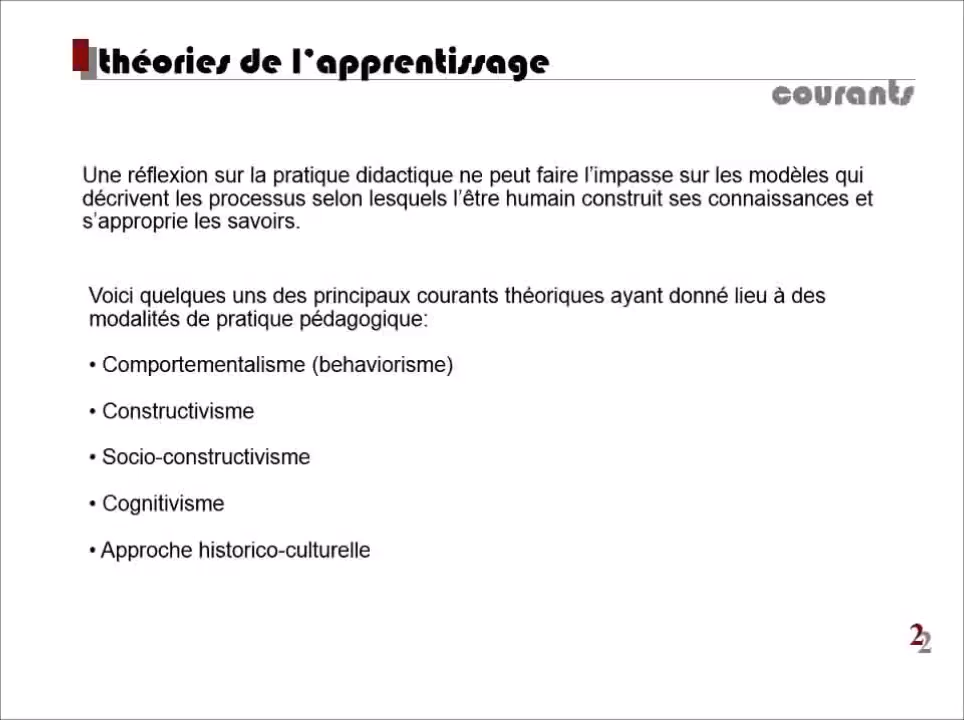 théories de l'apprentissage
courants
Une réflexion sur la pratique didactique ne peut faire l'impasse sur les modèles qui
décrivent les processus selon lesquels l'être humain construit ses connaissances et
s'approprie les savoirs.
Voici quelques uns des principaux courants théoriques ayant donné lieu à des
modalités de pratique pédagogique:
• Comportementalisme (behaviorisme)
• Constructivisme
• Socio-constructivisme
• Cognitivisme
• Approche historico-culturelle
2